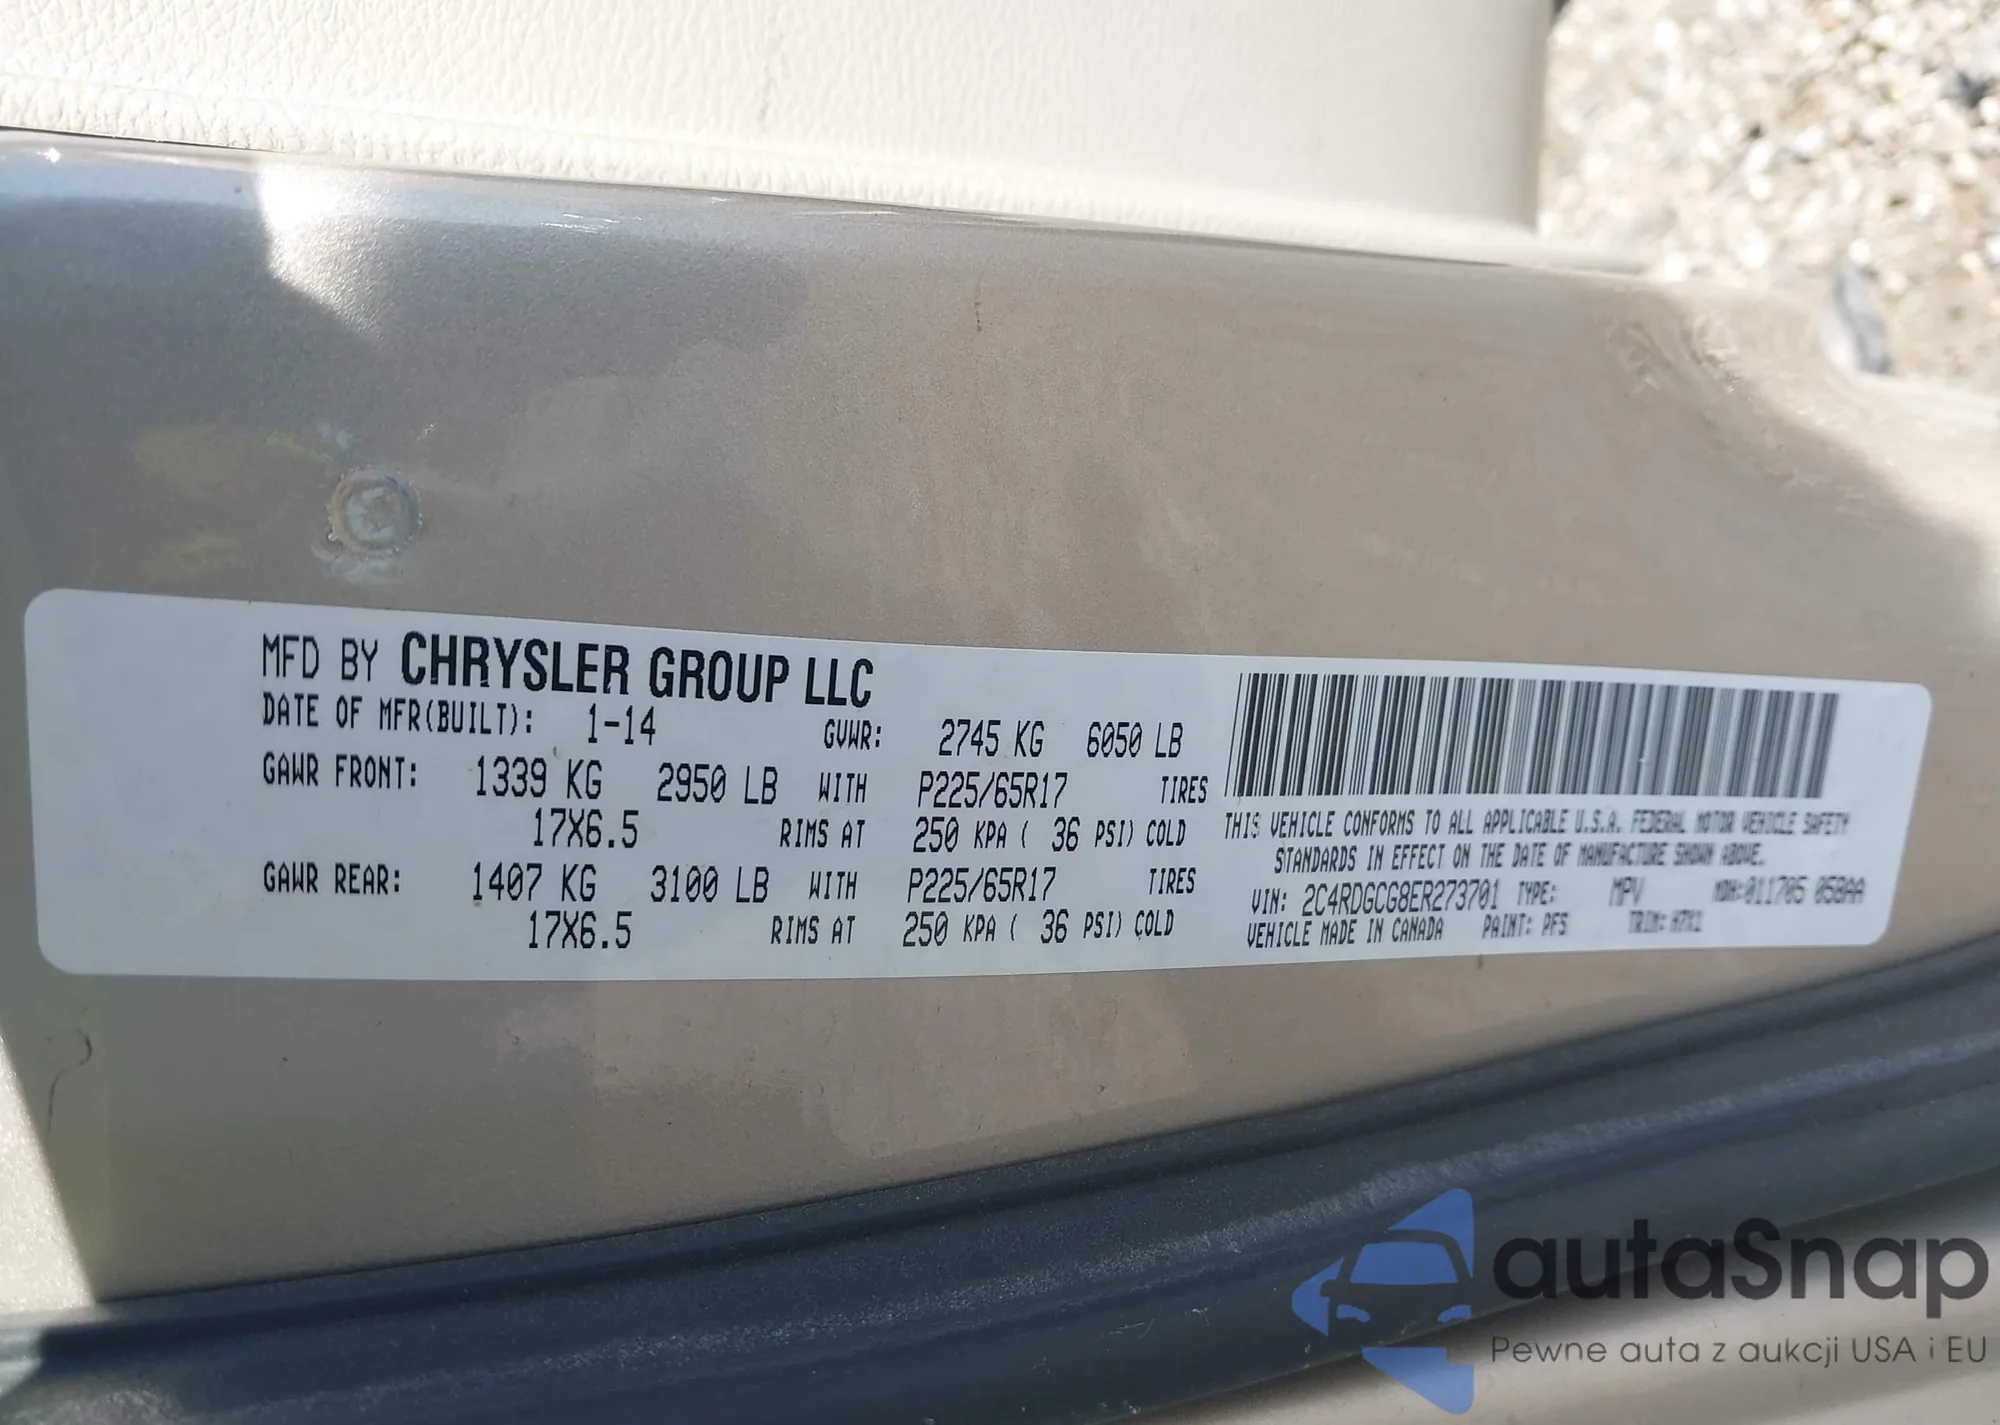 MFD BY CHRYSLER GROUP LLC
DATE OF MFR(BUILT): 1-14 GVWR: 2745 KG 6050 LB
GAWR FRONT: 1339 KG 2950 LB WITH P225/65R17 TIRES
17X6.5 RIMS AT 250 KPA ( 36 PSI) COLD
GAWR REAR: 1407 KG 3100 LB WITH P225/65R17 TIRES
17X6.5 RIMS AT 250 KPA ( 36 PSI) COLD
THIS VEHICLE CONFORMS TO ALL APPLICABLE U.S.A. FEDERAL MOTOR VEHICLE SAFETY
STANDARDS IN EFFECT ON THE DATE OF MANUFACTURE SHOWN ABOVE.
VIN: 2C4RDGCG8ER273701 TYPE: MPV MDH:011705 058AA
VEHICLE MADE IN CANADA PAINT: PFS TRIM:
autaSnap
Pewne auta z aukcji USA i EU